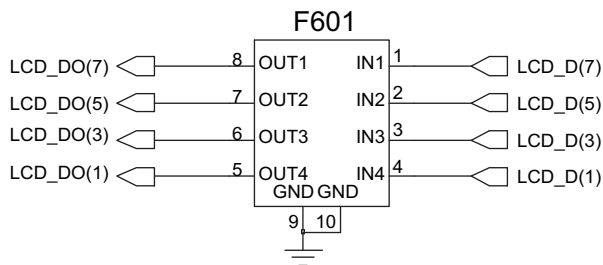 F601
LCD_DO(7) 8 OUT1 IN1 1 LCD_D(7)
LCD_DO(5) 7 OUT2 IN2 2 LCD_D(5)
LCD_DO(3) 6 OUT3 IN3 3 LCD_D(3)
LCD_DO(1) 5 OUT4 IN4 4 LCD_D(1)
GND GND
9 10